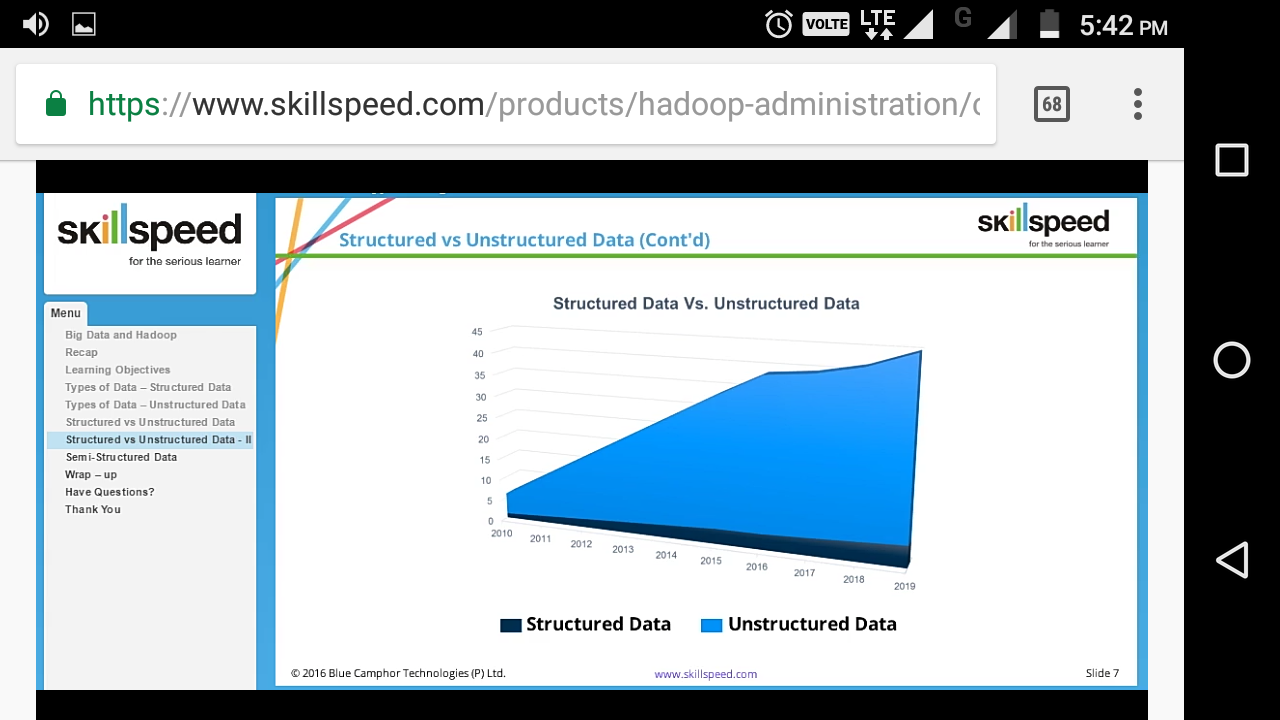 VOLTE LTE G 5:42 PM
https://www.skillspeed.com/products/hadoop-administration/
68
skillspeed
for the serious learner
Menu
Big Data and Hadoop
Recap
Learning Objectives
Types of Data – Structured Data
Types of Data – Unstructured Data
Structured vs Unstructured Data
Structured vs Unstructured Data - II
Semi-Structured Data
Wrap – up
Have Questions?
Thank You
Structured vs Unstructured Data (Cont'd)
skillspeed
for the serious learner
Structured Data Vs. Unstructured Data
45
40
35
30
25
20
15
10
5
0
2010 2011 2012 2013 2014 2015 2016 2017 2018 2019
Structured Data Unstructured Data
© 2016 Blue Camphor Technologies (P) Ltd. www.skillspeed.com Slide 7